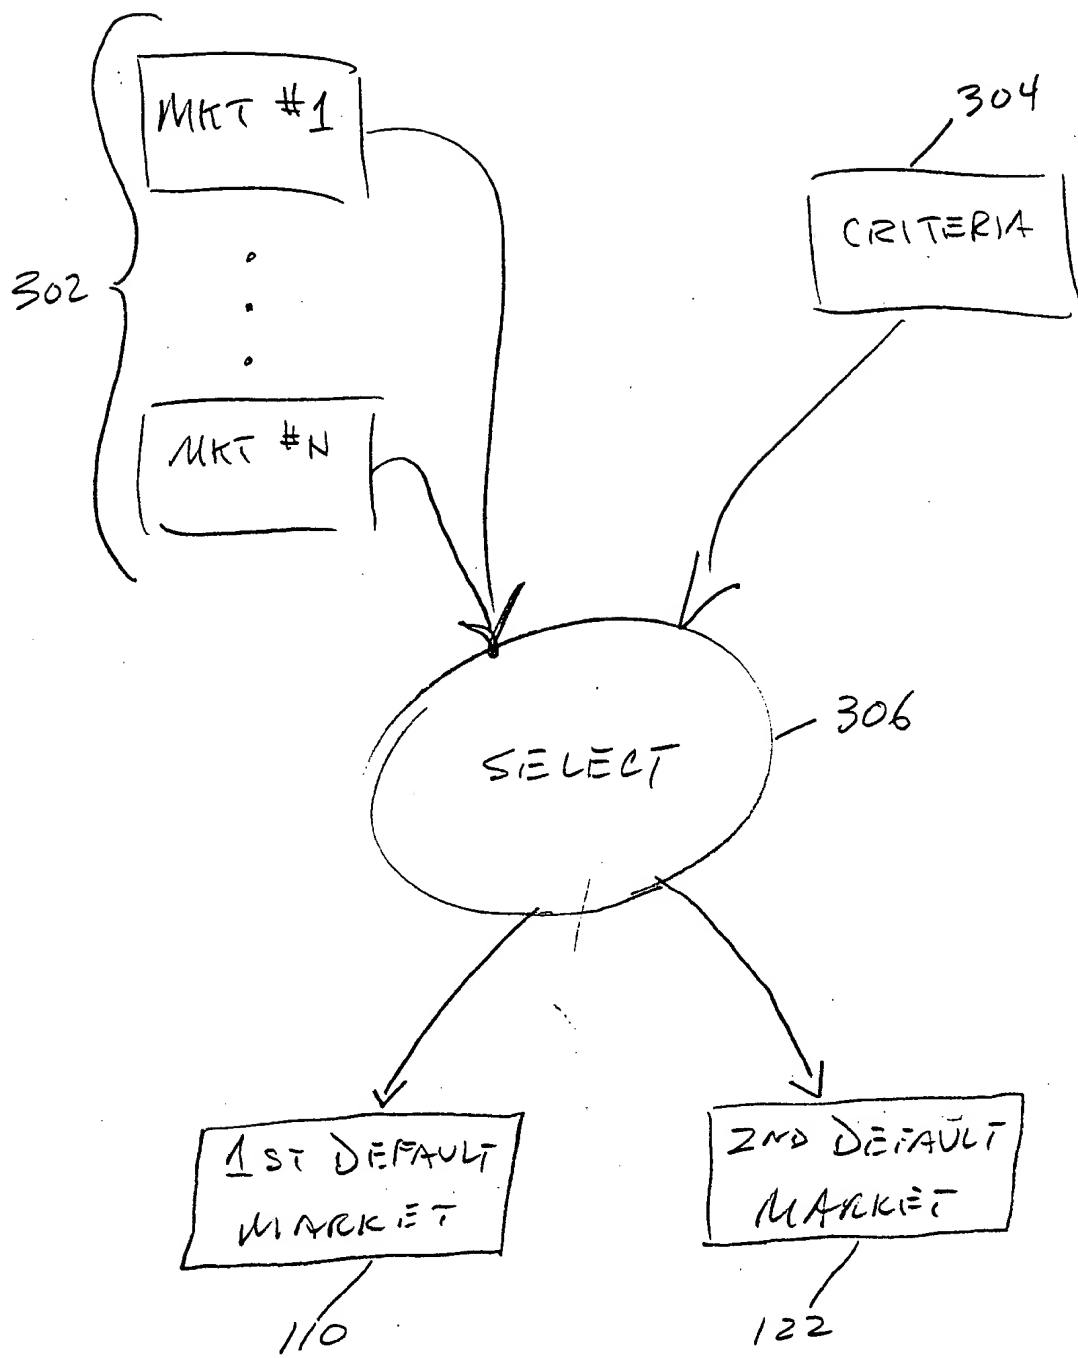 MKT #1
304
CRITERIA
302
MKT #N
306
SELECT
1ST DEFAULT
MARKET
2ND DEFAULT
MARKET
110
122